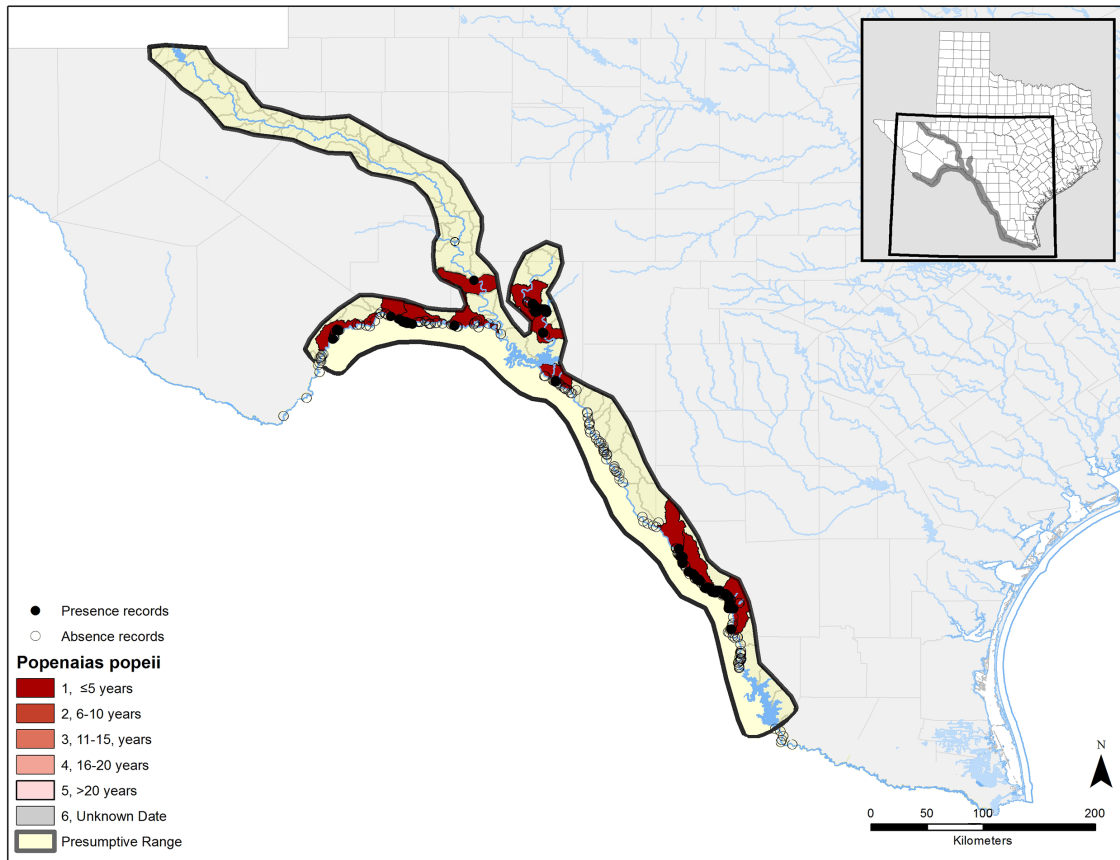 Presence records
Absence records
Popenaias popeii
1, ≤5 years
2, 6-10 years
3, 11-15, years
4, 16-20 years
5, >20 years
6, Unknown Date
Presumptive Range
N
0 50 100 200
Kilometers